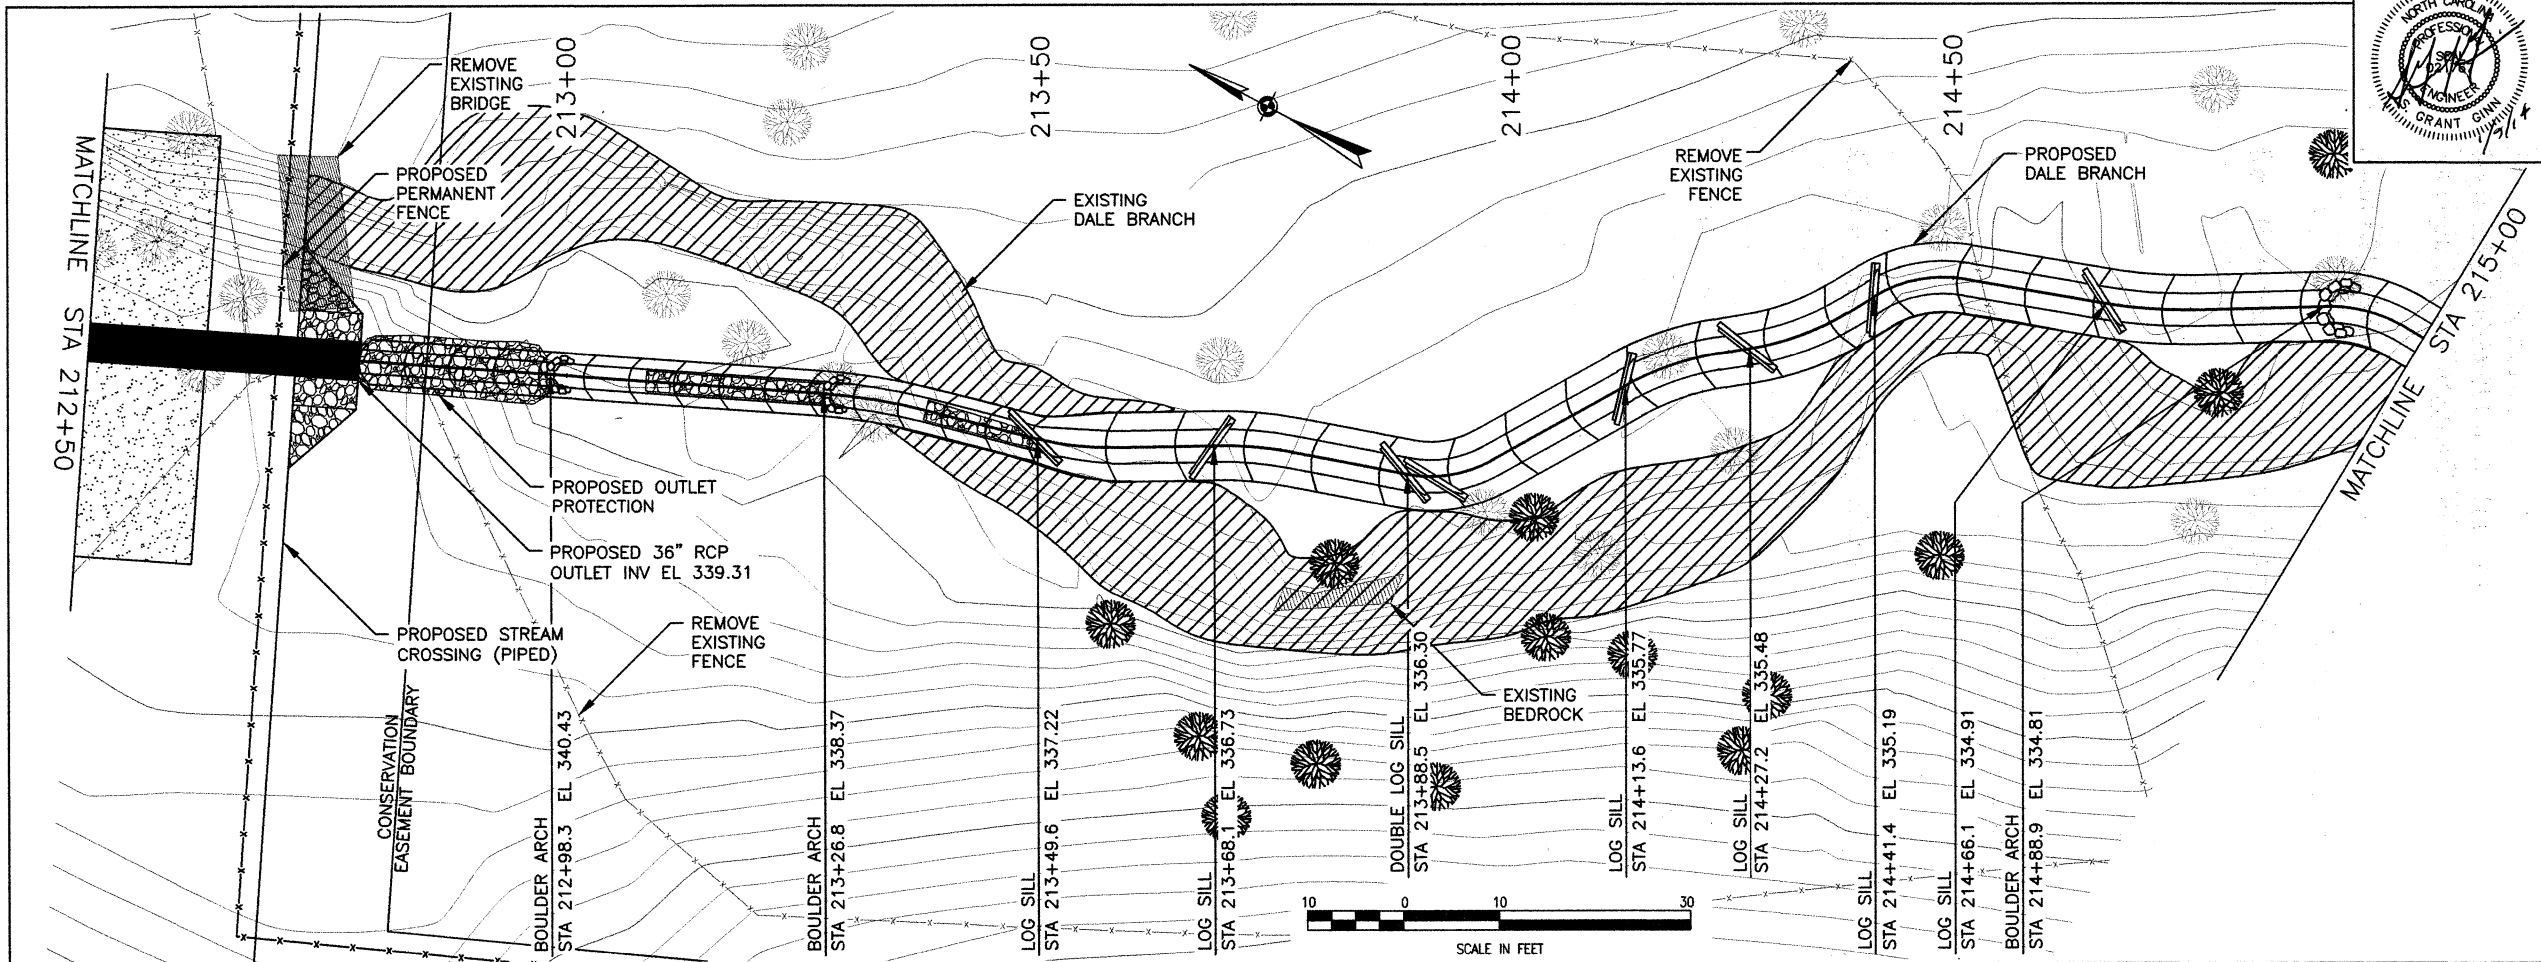 REMOVE
EXISTING
BRIDGE
213+00
213+50
214+00
214+50
NORTH CAROLINA
PROFESSIONAL
ENGINEER
GRANT GINN
MATCHLINE STA 212+50
PROPOSED
PERMANENT
FENCE
EXISTING
DALE BRANCH
REMOVE
EXISTING
FENCE
PROPOSED
DALE BRANCH
MATCHLINE STA 215+00
PROPOSED OUTLET
PROTECTION
PROPOSED 36" RCP
OUTLET INV EL 339.31
PROPOSED STREAM
CROSSING (PIPED)
REMOVE
EXISTING
FENCE
EXISTING
BEDROCK
CONSERVATION
EASEMENT BOUNDARY
BOULDER ARCH
STA 212+98.3 EL 340.43
BOULDER ARCH
STA 213+26.8 EL 338.37
LOG SILL
STA 213+49.6 EL 337.22
LOG SILL
STA 213+68.1 EL 336.73
DOUBLE LOG SILL
STA 213+88.5 EL 336.30
LOG SILL
STA 214+13.6 EL 335.77
LOG SILL
STA 214+27.2 EL 335.48
LOG SILL
STA 214+41.4 EL 335.19
LOG SILL
STA 214+66.1 EL 334.91
BOULDER ARCH
STA 214+88.9 EL 334.81
10 0 10 30
SCALE IN FEET